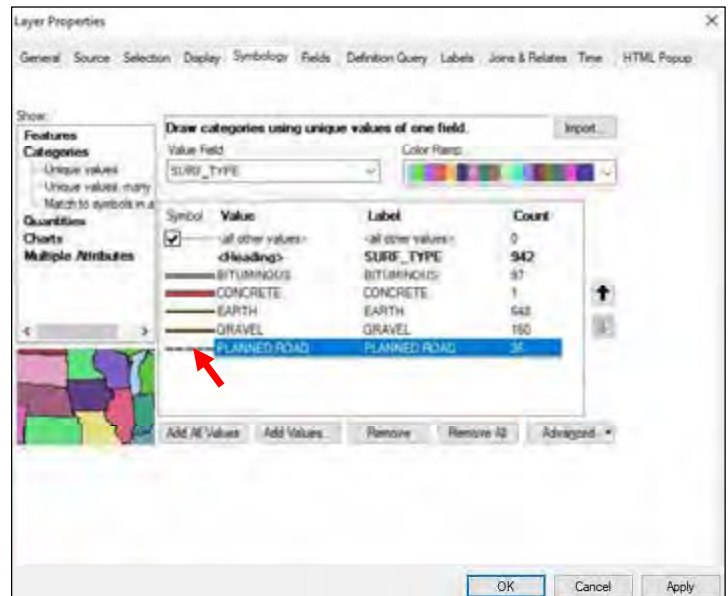 Layer Properties
General Source Selection Display Symbology Fields Definition Query Labels Joins & Relates Time HTML Popup
Show:
Features
Categories
Unique values
Unique values, many
Match to symbols in a
Quantities
Charts
Multiple Attributes
Draw categories using unique values of one field.
Import...
Value Field
Color Ramp
SURF_TYPE
Symbol Value Label Count
<all other values> <all other values> 0
<Heading> SURF_TYPE 942
BITUMINOUS BITUMINOUS 97
CONCRETE CONCRETE 1
EARTH EARTH
GRAVEL GRAVEL 160
PLANNED ROAD PLANNED ROAD
Add All Values Add Values... Remove Remove All Advanced
OK Cancel Apply